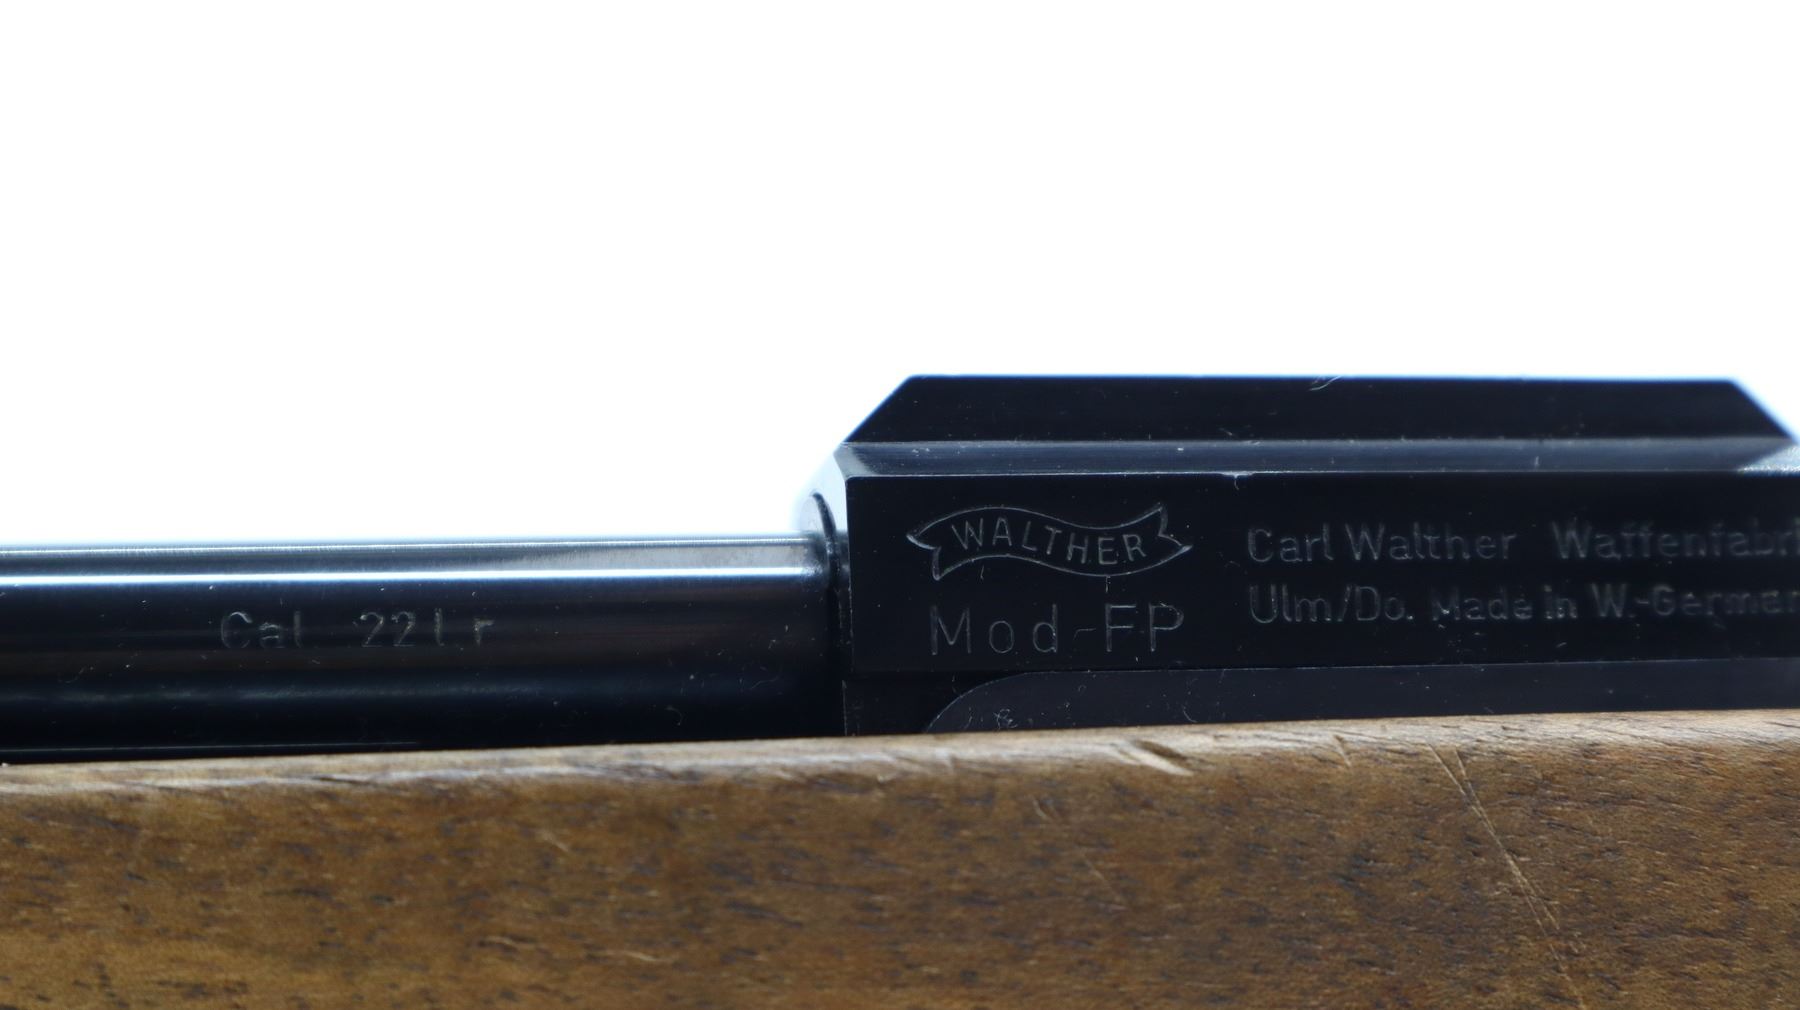 WALTHER
Mod-FP
Carl Walther Waffenfabri
Ulm/Do. Made in W.-German
Cal 22 l.r